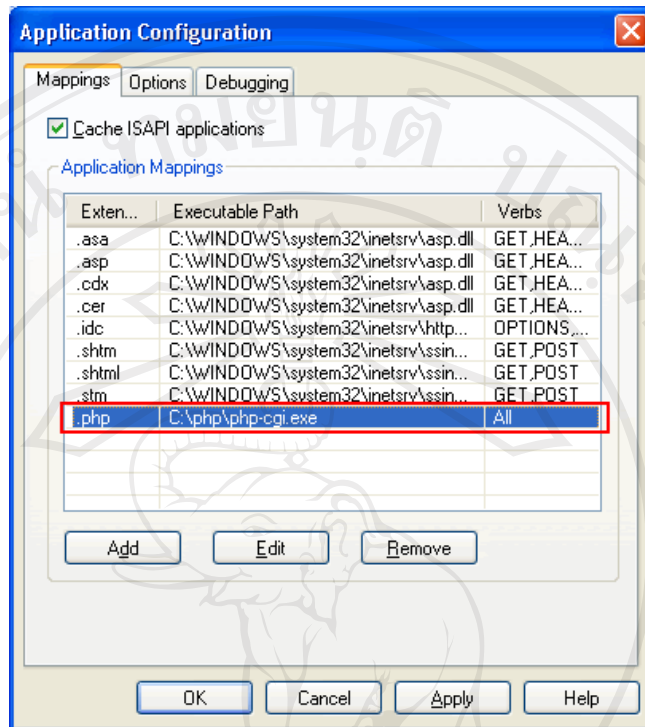 Application Configuration
Mappings Options Debugging
Cache ISAPI applications
Application Mappings
Exten... Executable Path Verbs
.asa C:\WINDOWS\system32\inetsrv\asp.dll GET,HEA...
.asp C:\WINDOWS\system32\inetsrv\asp.dll GET,HEA...
.cdx C:\WINDOWS\system32\inetsrv\asp.dll GET,HEA...
.cer C:\WINDOWS\system32\inetsrv\asp.dll GET,HEA...
.idc C:\WINDOWS\system32\inetsrv\http... OPTIONS,...
.shtm C:\WINDOWS\system32\inetsrv\ssin... GET,POST
.shtml C:\WINDOWS\system32\inetsrv\ssin... GET,POST
.stm C:\WINDOWS\system32\inetsrv\ssin... GET,POST
.php C:\php\php-cgi.exe All
Add Edit Remove
OK Cancel Apply Help